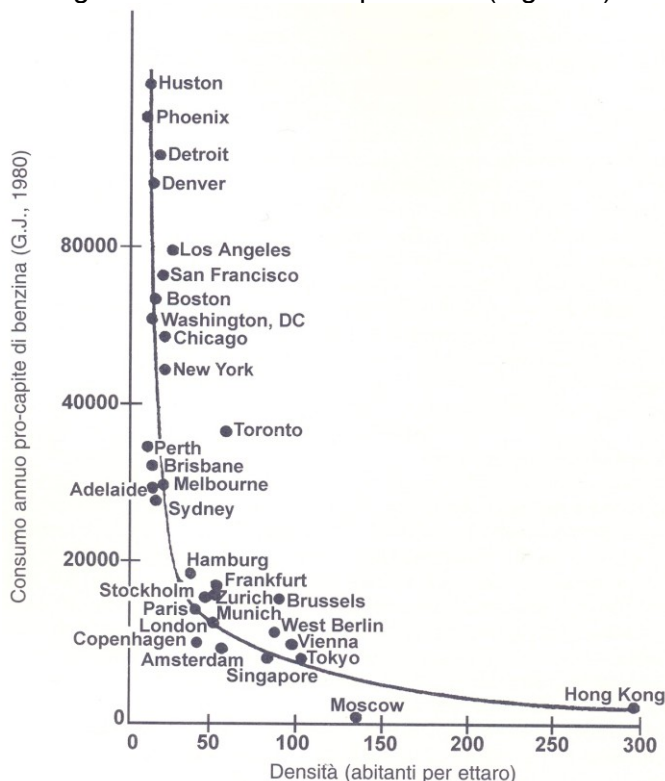 Huston
Phoenix
Detroit
Denver
80000
Los Angeles
San Francisco
Boston
Washington, DC
Chicago
New York
40000
Toronto
Perth
Brisbane
Adelaide
Melbourne
Sydney
20000
Hamburg
Frankfurt
Stockholm
Zurich
Brussels
Paris
Munich
London
West Berlin
Copenhagen
Vienna
Amsterdam
Tokyo
Singapore
Hong Kong
Moscow
0
0 50 100 150 200 250 300
Densità (abitanti per ettaro)
Consumo annuo pro-capite di benzina (G.J., 1980)